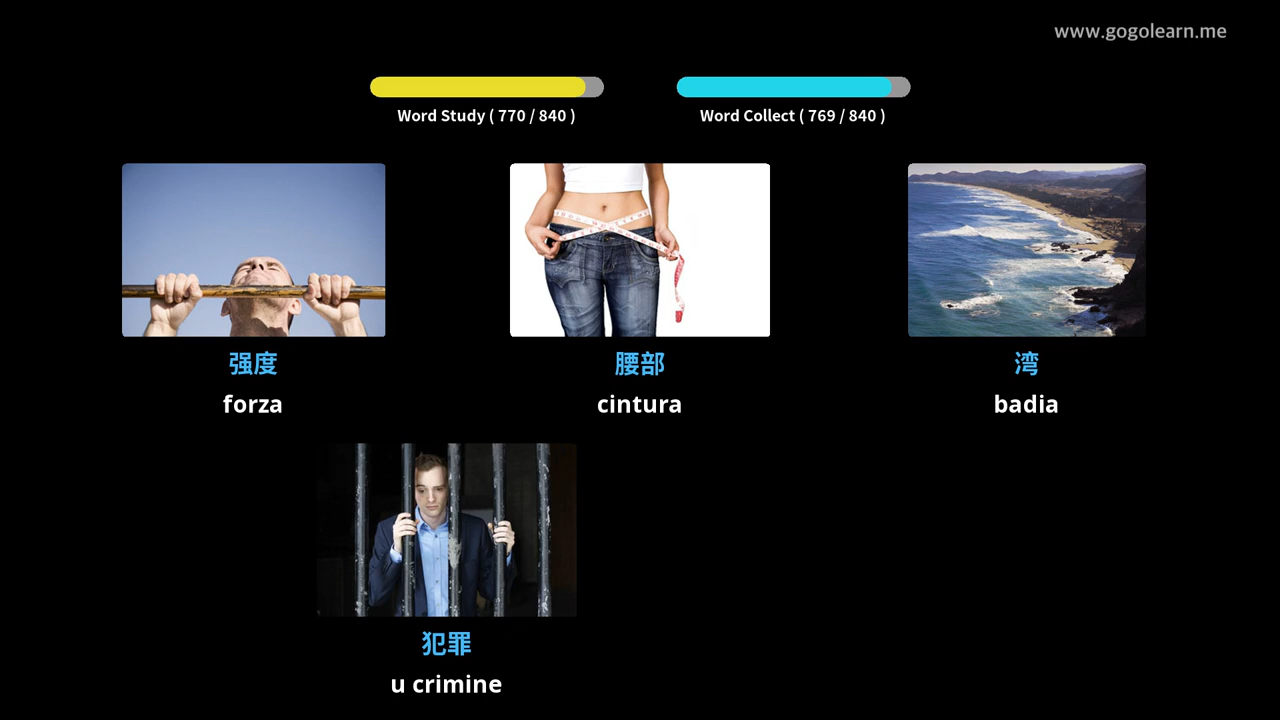 www.gogolearn.me
Word Study ( 770 / 840 )
Word Collect ( 769 / 840 )
强度
forza
腰部
cintura
湾
badia
犯罪
u crimine